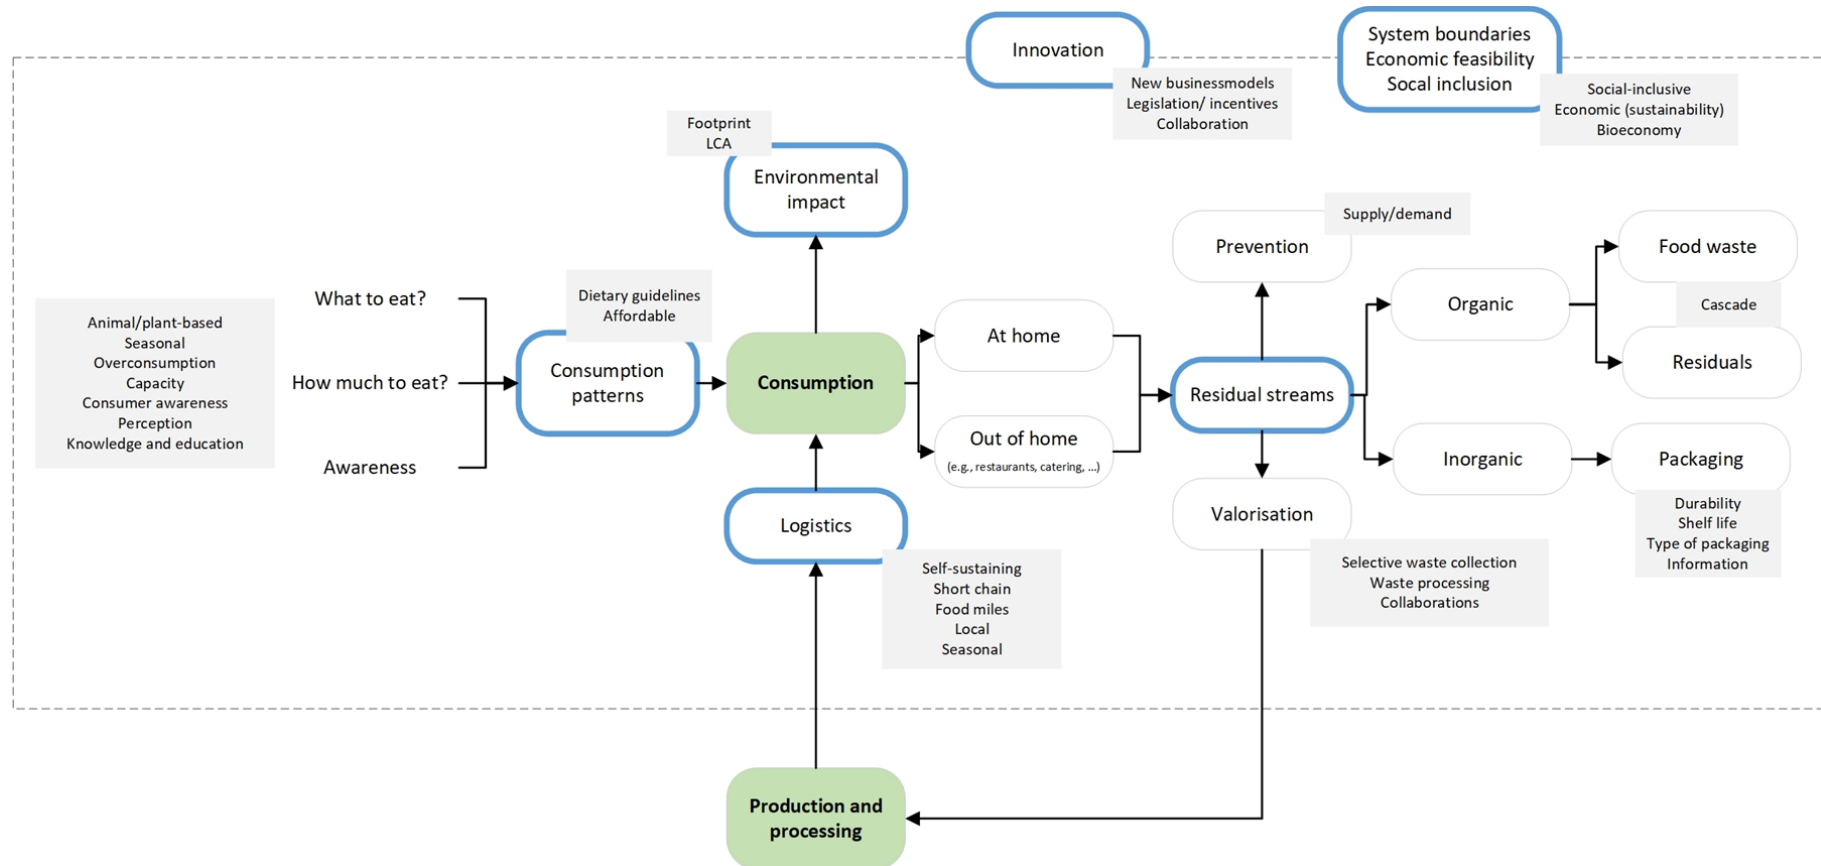 Innovation
New businessmodels
Legislation/ incentives
Collaboration
System boundaries
Economic feasibility
Socal inclusion
Social-inclusive
Economic (sustainability)
Bioeconomy
Footprint
LCA
Environmental
impact
Supply/demand
Prevention
Food waste
Cascade
Residuals
Organic
What to eat?
How much to eat?
Awareness
Animal/plant-based
Seasonal
Overconsumption
Capacity
Consumer awareness
Perception
Knowledge and education
Dietary guidelines
Affordable
Consumption
patterns
Consumption
At home
Out of home
(e.g., restaurants, catering, ...)
Residual streams
Inorganic
Packaging
Durability
Shelf life
Type of packaging
Information
Logistics
Self-sustaining
Short chain
Food miles
Local
Seasonal
Valorisation
Selective waste collection
Waste processing
Collaborations
Production and
processing